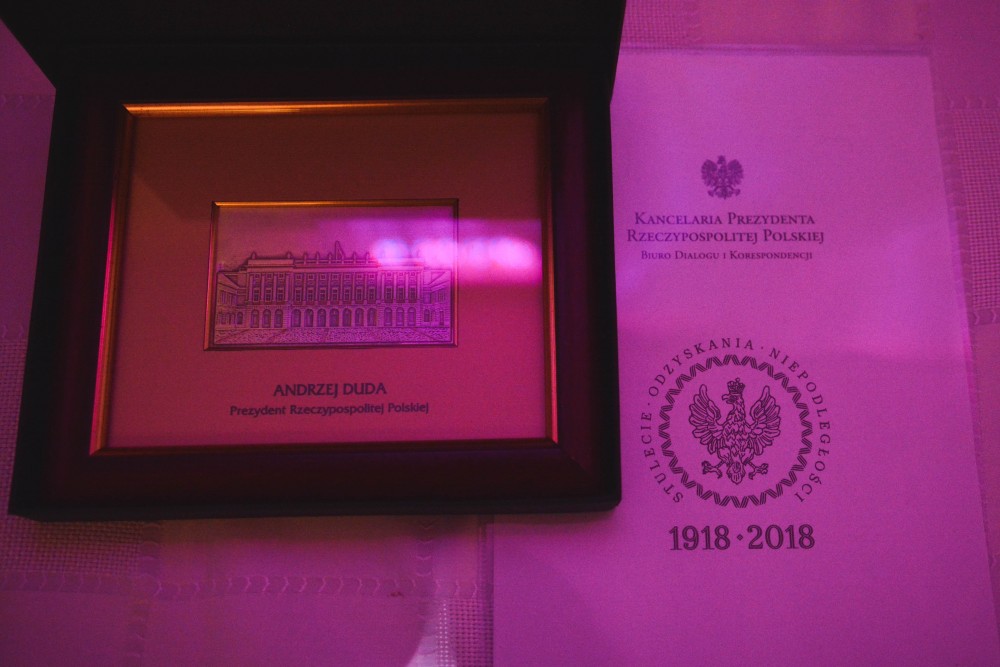 ANDRZEJ DUDA
Prezydent Rzeczypospolitej Polskiej
KANCELARIA PREZYDENTA
RZECZYPOSPOLITEJ POLSKIEJ
BIURO DIALOGU I KORESPONDENCJI
STULECIE · ODZYSKANIA · NIEPODLEGŁOŚCI
1918 · 2018